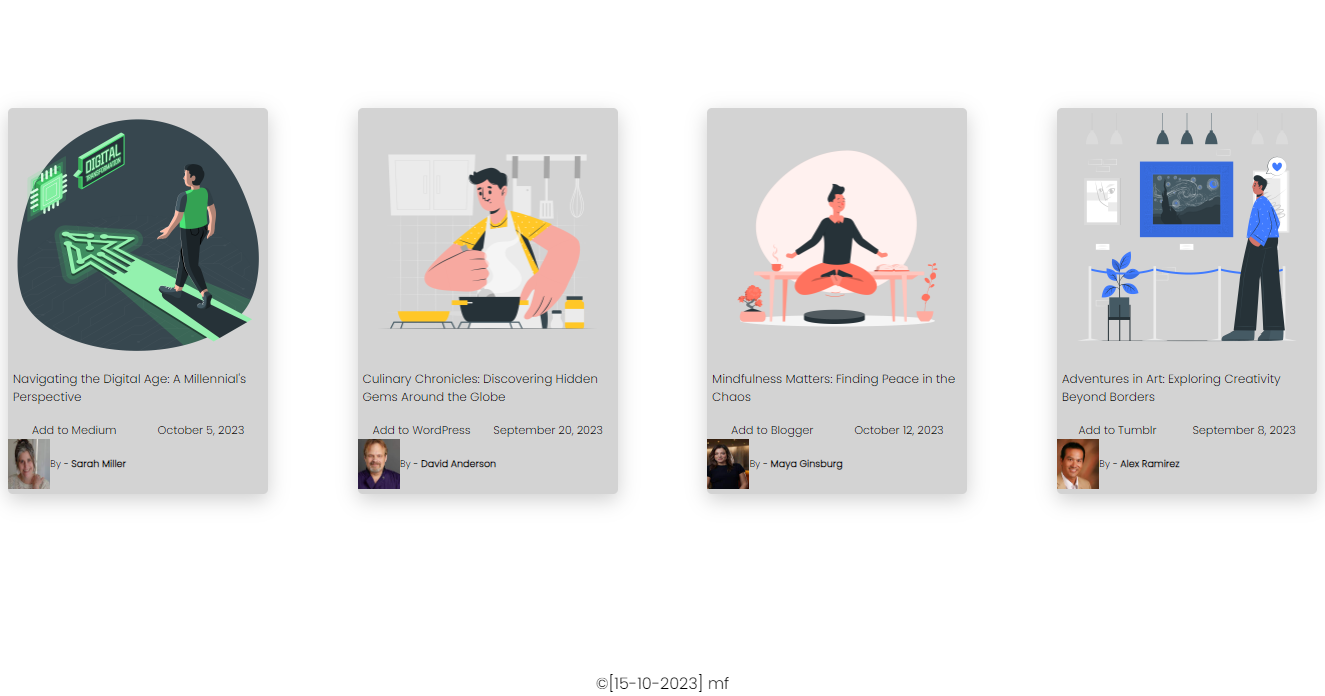 DIGITAL
TRANSFORMATION
Navigating the Digital Age: A Millennial's
Perspective
Add to Medium October 5, 2023
By - Sarah Miller
Culinary Chronicles: Discovering Hidden
Gems Around the Globe
Add to WordPress September 20, 2023
By - David Anderson
Mindfulness Matters: Finding Peace in the
Chaos
Add to Blogger October 12, 2023
By - Maya Ginsburg
Adventures in Art: Exploring Creativity
Beyond Borders
Add to Tumblr September 8, 2023
By - Alex Ramirez
©[15-10-2023] mf